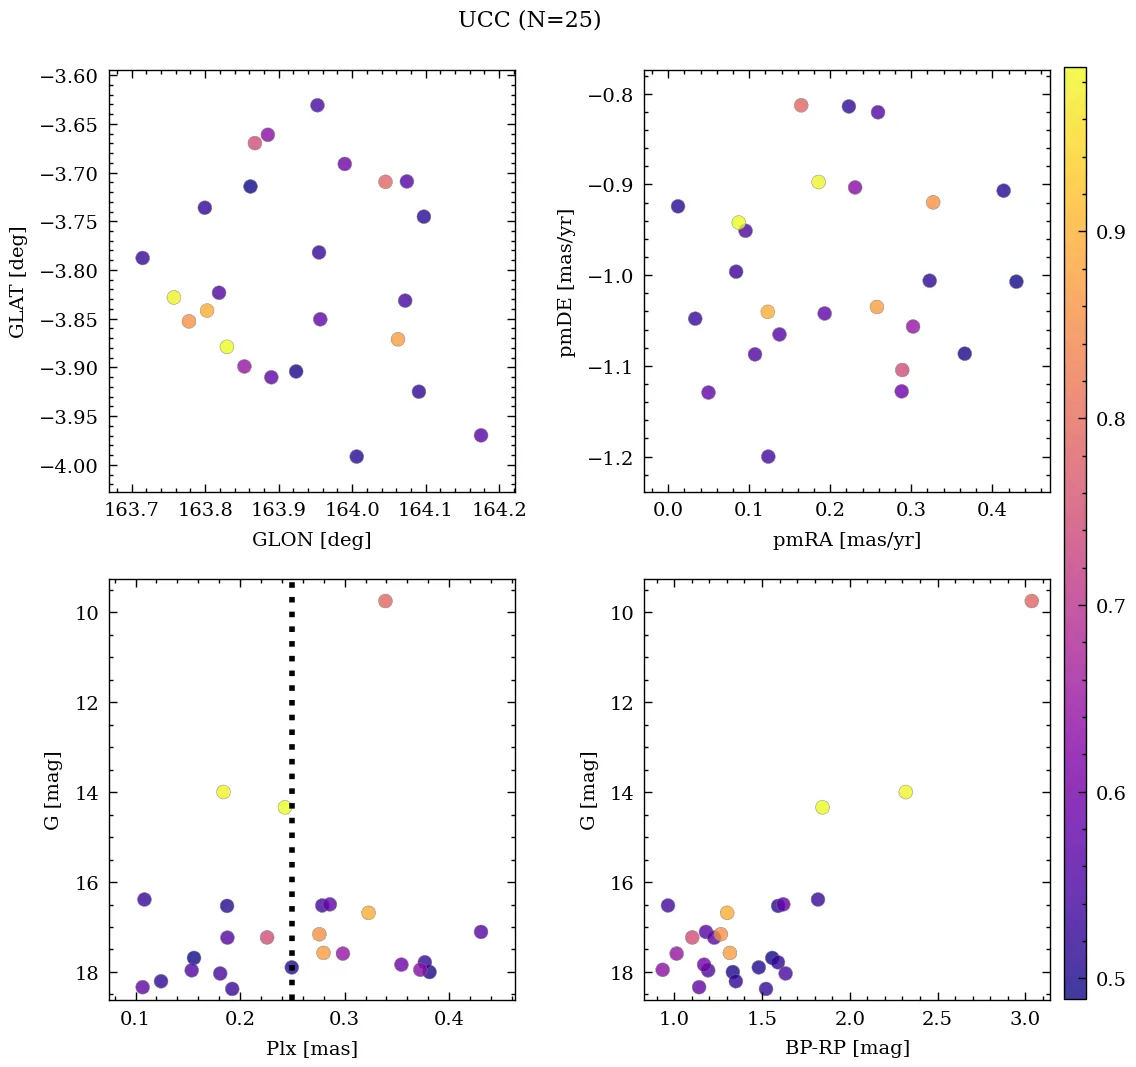 UCC (N=25)
−3.60
−3.65
−3.70
−3.75
−3.80
−3.85
−3.90
−3.95
−4.00
GLAT [deg]
163.7 163.8 163.9 164.0 164.1 164.2
GLON [deg]
−0.8
−0.9
−1.0
−1.1
−1.2
pmDE [mas/yr]
0.0 0.1 0.2 0.3 0.4
pmRA [mas/yr]
10
12
14
16
18
G [mag]
0.1 0.2 0.3 0.4
Plx [mas]
10
12
14
16
18
G [mag]
1.0 1.5 2.0 2.5 3.0
BP-RP [mag]
0.9
0.8
0.7
0.6
0.5